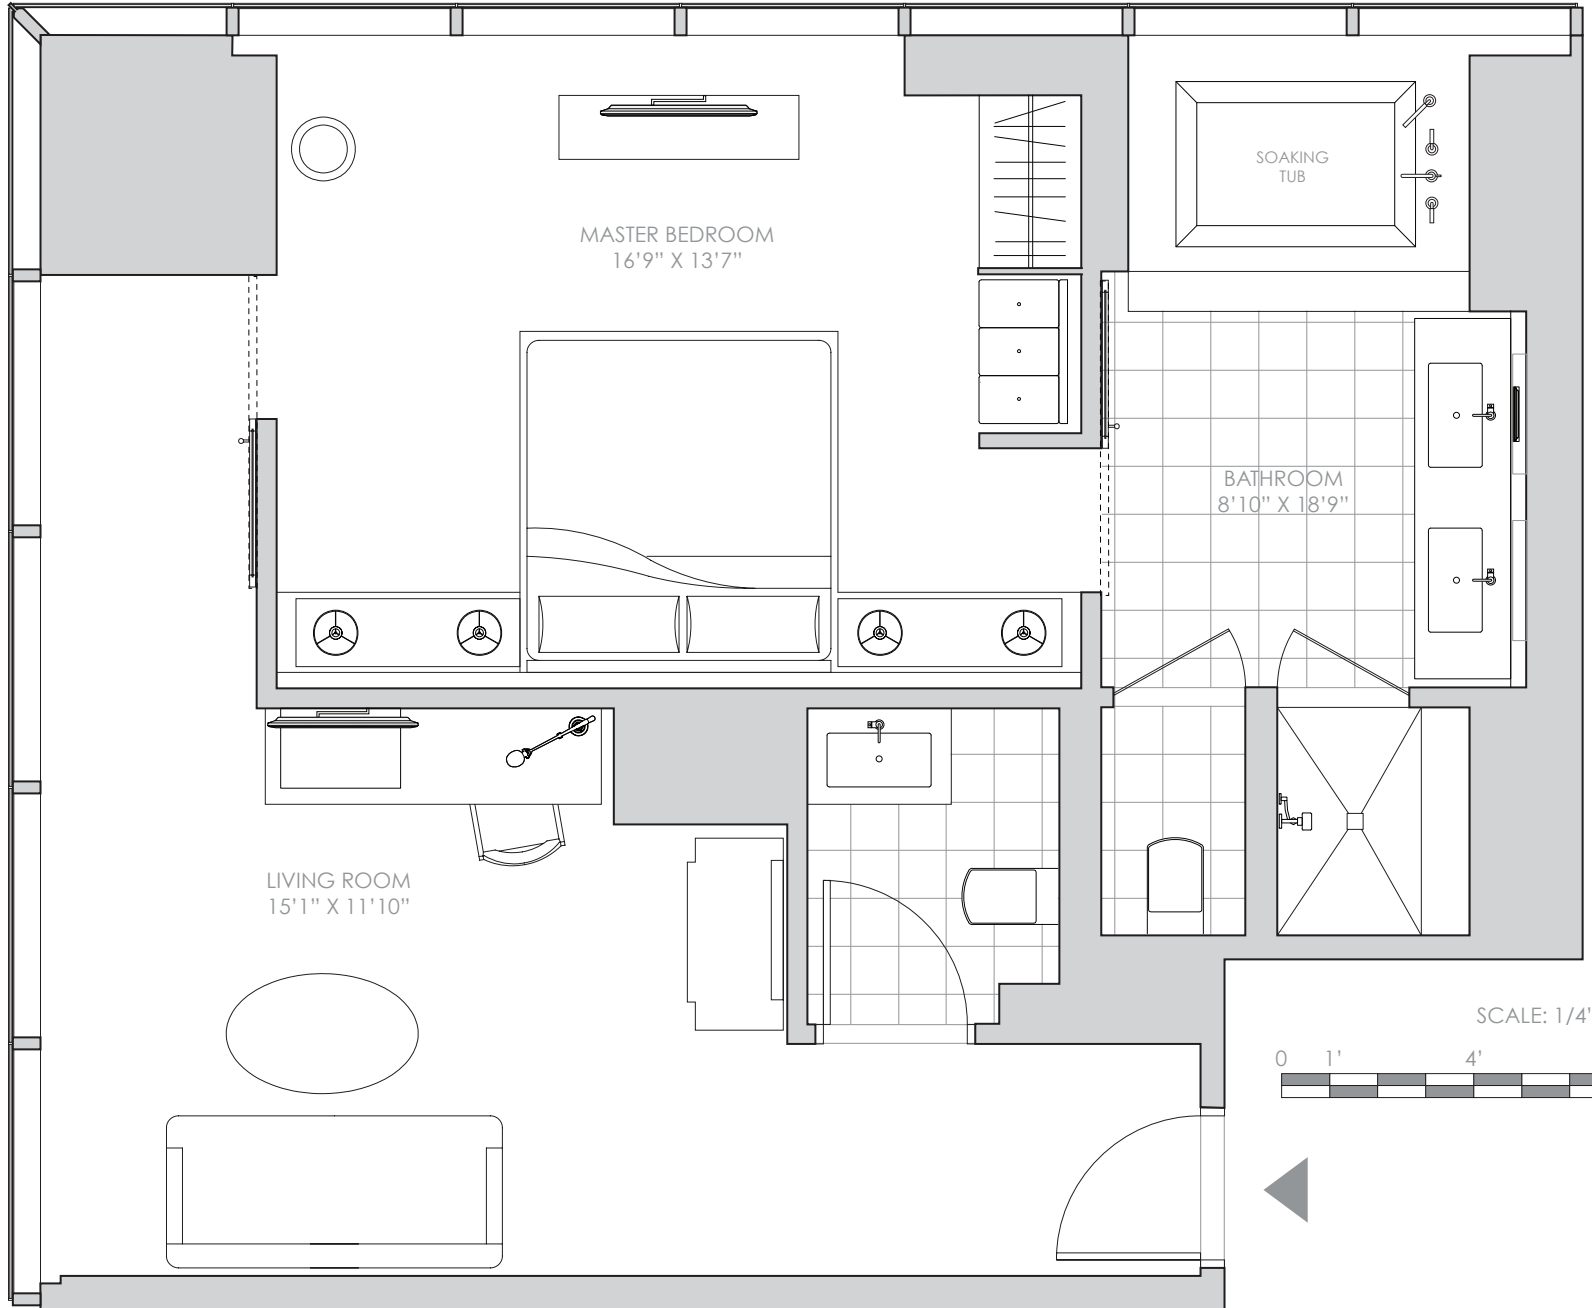 SOAKING
TUB
MASTER BEDROOM
16’9” X 13’7”
BATHROOM
8’10” X 18’9”
LIVING ROOM
15’1” X 11’10”
SCALE: 1/4’
0 1’ 4’